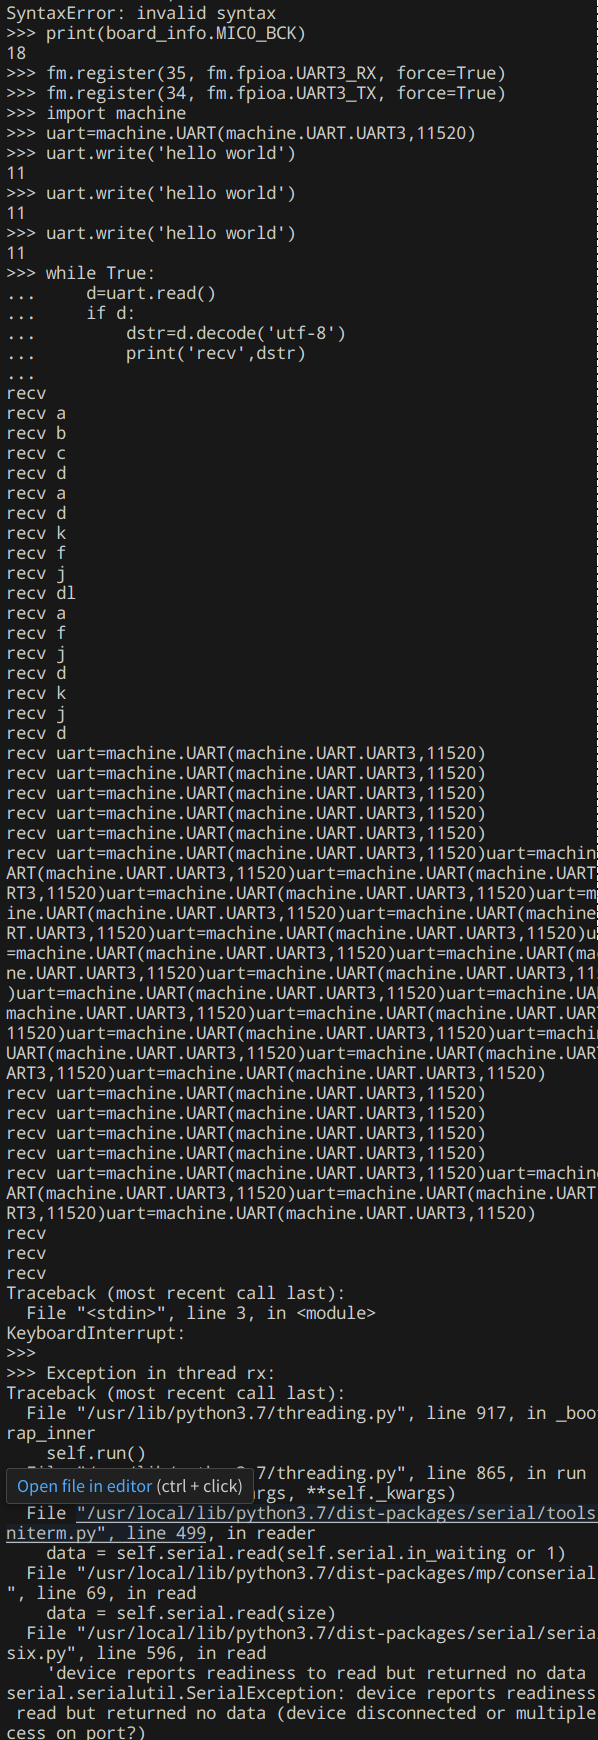 SyntaxError: invalid syntax
>>> print(board_info.MIC0_BCK)
18
>>> fm.register(35, fm.fpioa.UART3_RX, force=True)
>>> fm.register(34, fm.fpioa.UART3_TX, force=True)
>>> import machine
>>> uart=machine.UART(machine.UART.UART3,11520)
>>> uart.write('hello world')
11
>>> uart.write('hello world')
11
>>> uart.write('hello world')
11
>>> while True:
...     d=uart.read()
...     if d:
...         dstr=d.decode('utf-8')
...         print('recv',dstr)
...
recv
recv a
recv b
recv c
recv d
recv a
recv d
recv k
recv f
recv j
recv dl
recv a
recv f
recv j
recv d
recv k
recv j
recv d
recv uart=machine.UART(machine.UART.UART3,11520)
recv uart=machine.UART(machine.UART.UART3,11520)
recv uart=machine.UART(machine.UART.UART3,11520)
recv uart=machine.UART(machine.UART.UART3,11520)
recv uart=machine.UART(machine.UART.UART3,11520)
recv uart=machine.UART(machine.UART.UART3,11520)uart=machin
ART(machine.UART.UART3,11520)uart=machine.UART(machine.UART
RT3,11520)uart=machine.UART(machine.UART.UART3,11520)uart=m
ine.UART(machine.UART.UART3,11520)uart=machine.UART(machine
RT.UART3,11520)uart=machine.UART(machine.UART.UART3,11520)u
=machine.UART(machine.UART.UART3,11520)uart=machine.UART(ma
ne.UART.UART3,11520)uart=machine.UART(machine.UART.UART3,11
)uart=machine.UART(machine.UART.UART3,11520)uart=machine.UA
machine.UART.UART3,11520)uart=machine.UART(machine.UART.UAR
11520)uart=machine.UART(machine.UART.UART3,11520)uart=machi
UART(machine.UART.UART3,11520)uart=machine.UART(machine.UAR
ART3,11520)uart=machine.UART(machine.UART.UART3,11520)
recv uart=machine.UART(machine.UART.UART3,11520)
recv uart=machine.UART(machine.UART.UART3,11520)
recv uart=machine.UART(machine.UART.UART3,11520)
recv uart=machine.UART(machine.UART.UART3,11520)
recv uart=machine.UART(machine.UART.UART3,11520)uart=machine
ART(machine.UART.UART3,11520)uart=machine.UART(machine.UART
RT3,11520)uart=machine.UART(machine.UART.UART3,11520)
recv
recv
recv
Traceback (most recent call last):
  File "<stdin>", line 3, in <module>
KeyboardInterrupt:
>>>
>>> Exception in thread rx:
Traceback (most recent call last):
  File "/usr/lib/python3.7/threading.py", line 917, in _boot
rap_inner
    self.run()
7/threading.py", line 865, in run
Open file in editor (ctrl + click)
rgs, **self._kwargs)
  File "/usr/local/lib/python3.7/dist-packages/serial/tools
niterm.py", line 499, in reader
    data = self.serial.read(self.serial.in_waiting or 1)
  File "/usr/local/lib/python3.7/dist-packages/mp/conserial
", line 69, in read
    data = self.serial.read(size)
  File "/usr/local/lib/python3.7/dist-packages/serial/seria
six.py", line 596, in read
    'device reports readiness to read but returned no data
serial.serialutil.SerialException: device reports readiness
 read but returned no data (device disconnected or multiple
cess on port?)